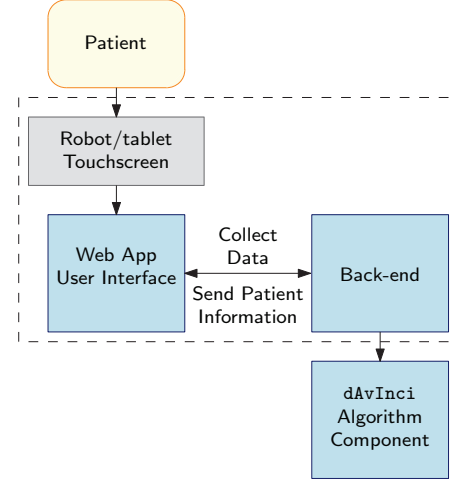 Patient
Robot/tablet
Touchscreen
Web App
User Interface
Collect
Data
Send Patient
Information
Back-end
dAvInci
Algorithm
Component